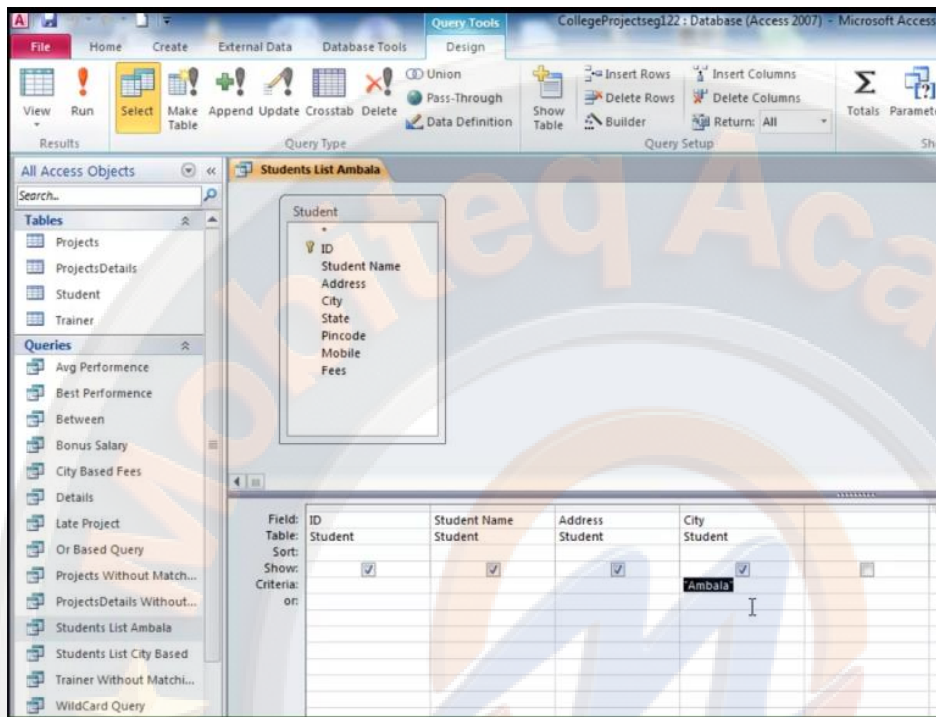 Query Tools
CollegeProjectseg122 : Database (Access 2007) - Microsoft Access
File Home Create External Data Database Tools Design
View Run Select Make Table Append Update Crosstab Delete
Union
Pass-Through
Data Definition
Show Table
Insert Rows
Delete Rows
Builder
Insert Columns
Delete Columns
Return: All
Totals Paramete
Results Query Type Query Setup Sh
All Access Objects
Search...
Tables
Projects
ProjectsDetails
Student
Trainer
Queries
Avg Performence
Best Performence
Between
Bonus Salary
City Based Fees
Details
Late Project
Or Based Query
Projects Without Match...
ProjectsDetails Without...
Students List Ambala
Students List City Based
Trainer Without Matchi...
WildCard Query
Students List Ambala
Student
*
ID
Student Name
Address
City
State
Pincode
Mobile
Fees
Field: ID Student Name Address City
Table: Student Student Student Student
Sort:
Show:
Criteria: "Ambala"
or:
Mobiteq Aca